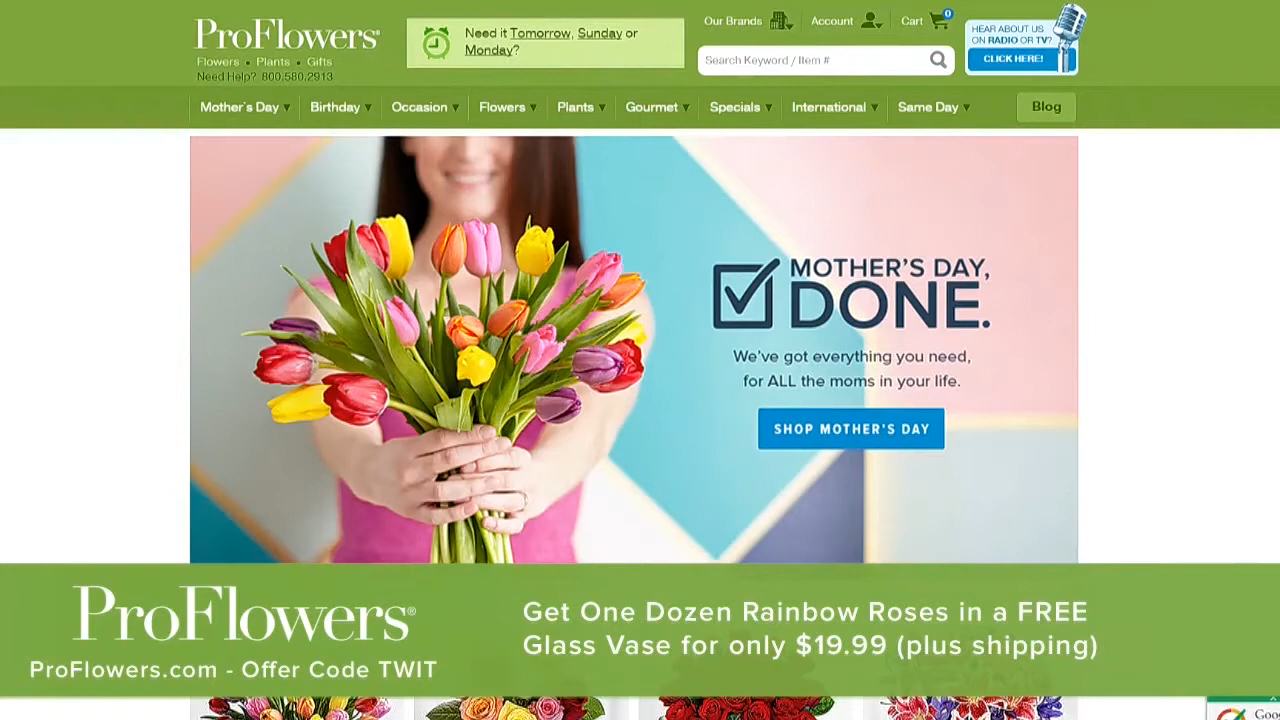 ProFlowers®
Flowers • Plants • Gifts
Need Help? 800.580.2913
Need it Tomorrow, Sunday or
Monday?
Our Brands
Account
Cart
0
Search Keyword / Item #
HEAR ABOUT US
ON RADIO OR TV?
CLICK HERE!
Mother's Day
Birthday
Occasion
Flowers
Plants
Gourmet
Specials
International
Same Day
Blog
MOTHER'S DAY,
DONE.
We've got everything you need,
for ALL the moms in your life.
SHOP MOTHER'S DAY
ProFlowers®
ProFlowers.com - Offer Code TWIT
Get One Dozen Rainbow Roses in a FREE
Glass Vase for only $19.99 (plus shipping)